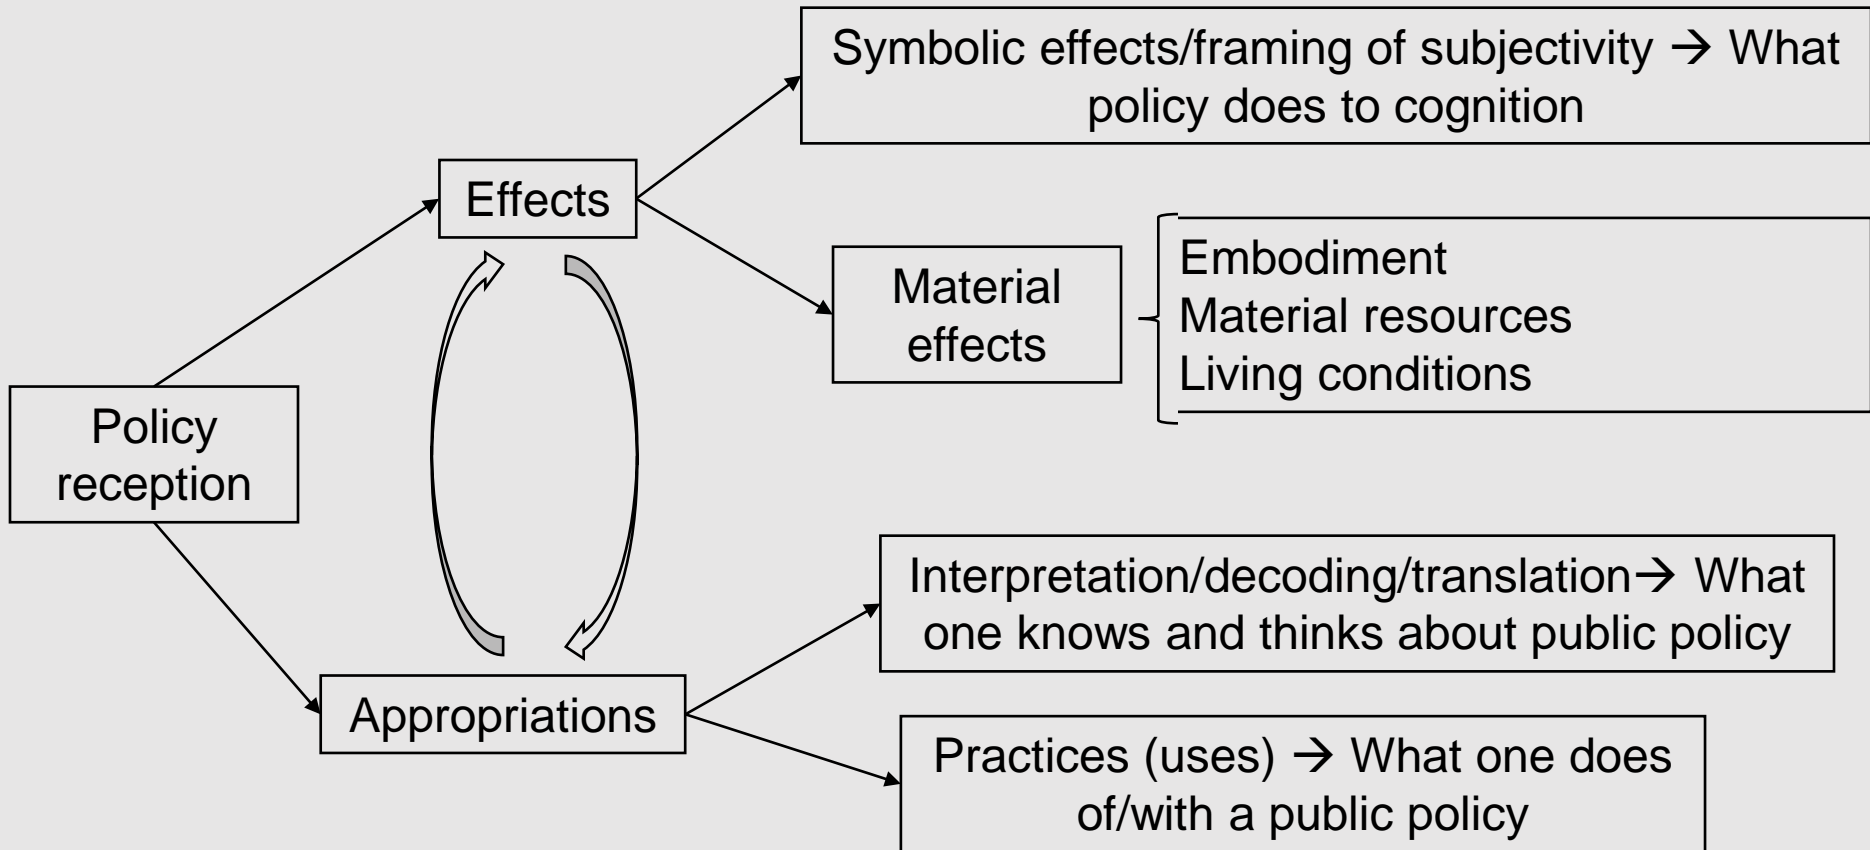 Symbolic effects/framing of subjectivity → What
policy does to cognition
Effects
Material
effects
Embodiment
Material resources
Living conditions
Policy
reception
Interpretation/decoding/translation→ What
one knows and thinks about public policy
Appropriations
Practices (uses) → What one does
of/with a public policy